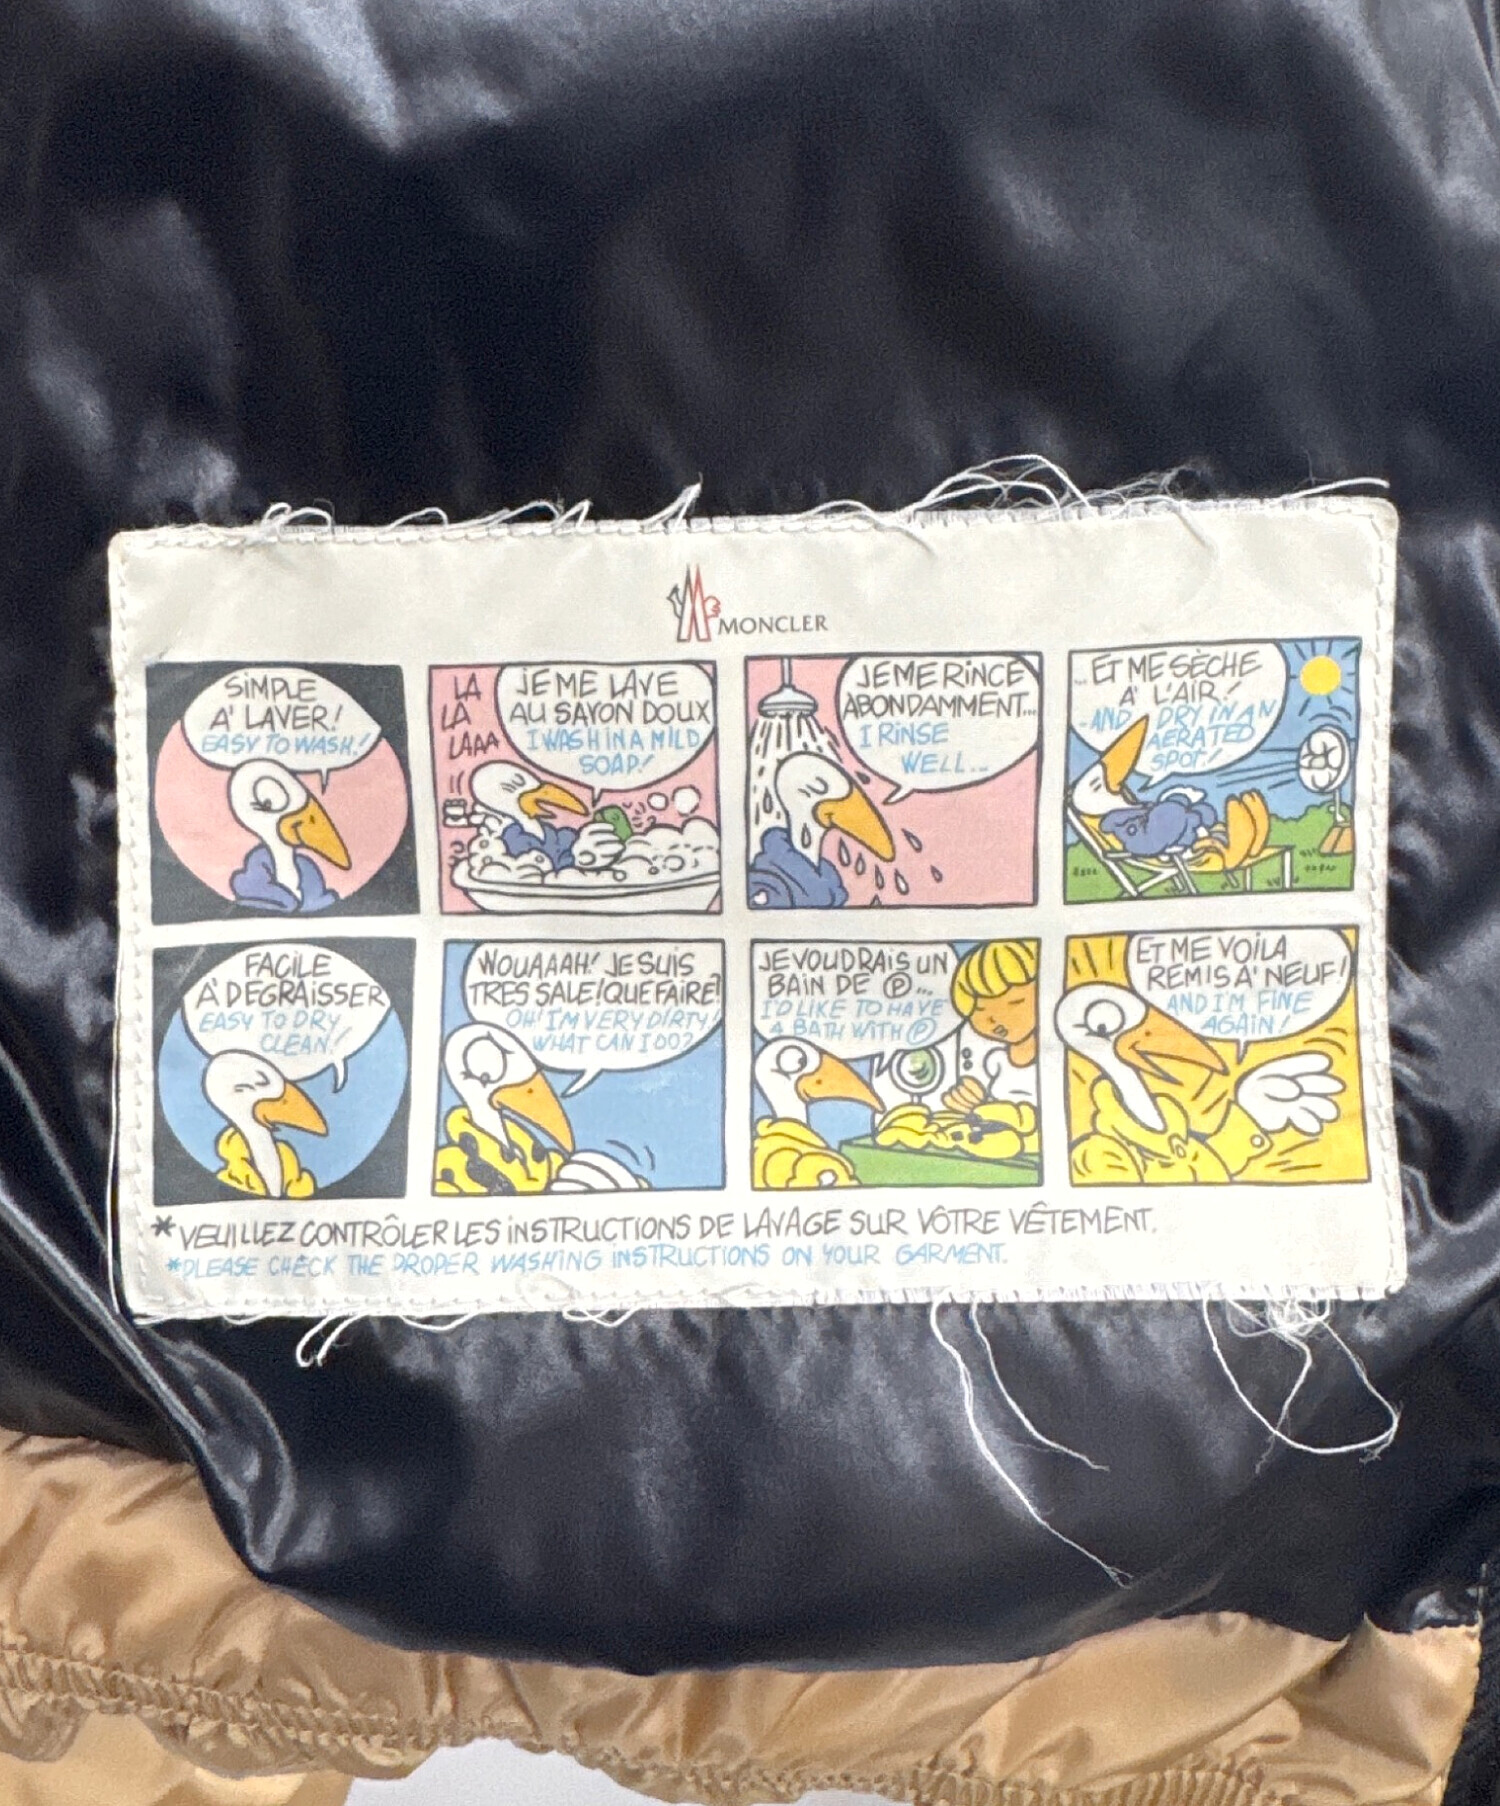 MONCLER
SIMPLE
A' LAVER!
EASY TO WASH!
LA
LA
LAAA
JE ME LAVE
AU SAVON DOUX
I WASH IN A MILD
SOAP!
JE ME RINCE
ABONDAMMENT...
I RINSE
WELL...
...ET ME SÈCHE
A' L'AIR!
-AND DRY IN AN
AERATED
SPOT!
FACILE
A' DEGRAISSER
EASY TO DRY
CLEAN!
WOUAAAH! JE SUIS
TRES SALE! QUE FAIRE?
OH! I'M VERY DIRTY!
WHAT CAN I DO?
JE VOUDRAIS UN
BAIN DE Ⓟ...
I'D LIKE TO HAVE
A BATH WITH Ⓟ
ET ME VOILA
REMIS A' NEUF!
AND I'M FINE
AGAIN!
*VEUILLEZ CONTRÔLER LES INSTRUCTIONS DE LAVAGE SUR VÔTRE VÊTEMENT.
*PLEASE CHECK THE PROPER WASHING INSTRUCTIONS ON YOUR GARMENT.